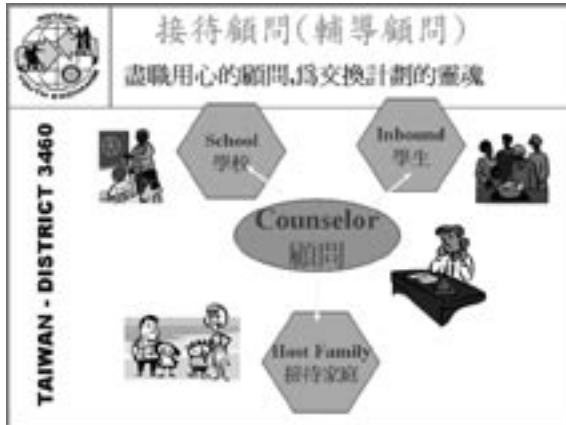 接待顧問(輔導顧問)
盡職用心的顧問,爲交換計劃的靈魂
TAIWAN - DISTRICT 3460
School
學校
Inbound
學生
Counselor
顧問
Host Family
接待家庭